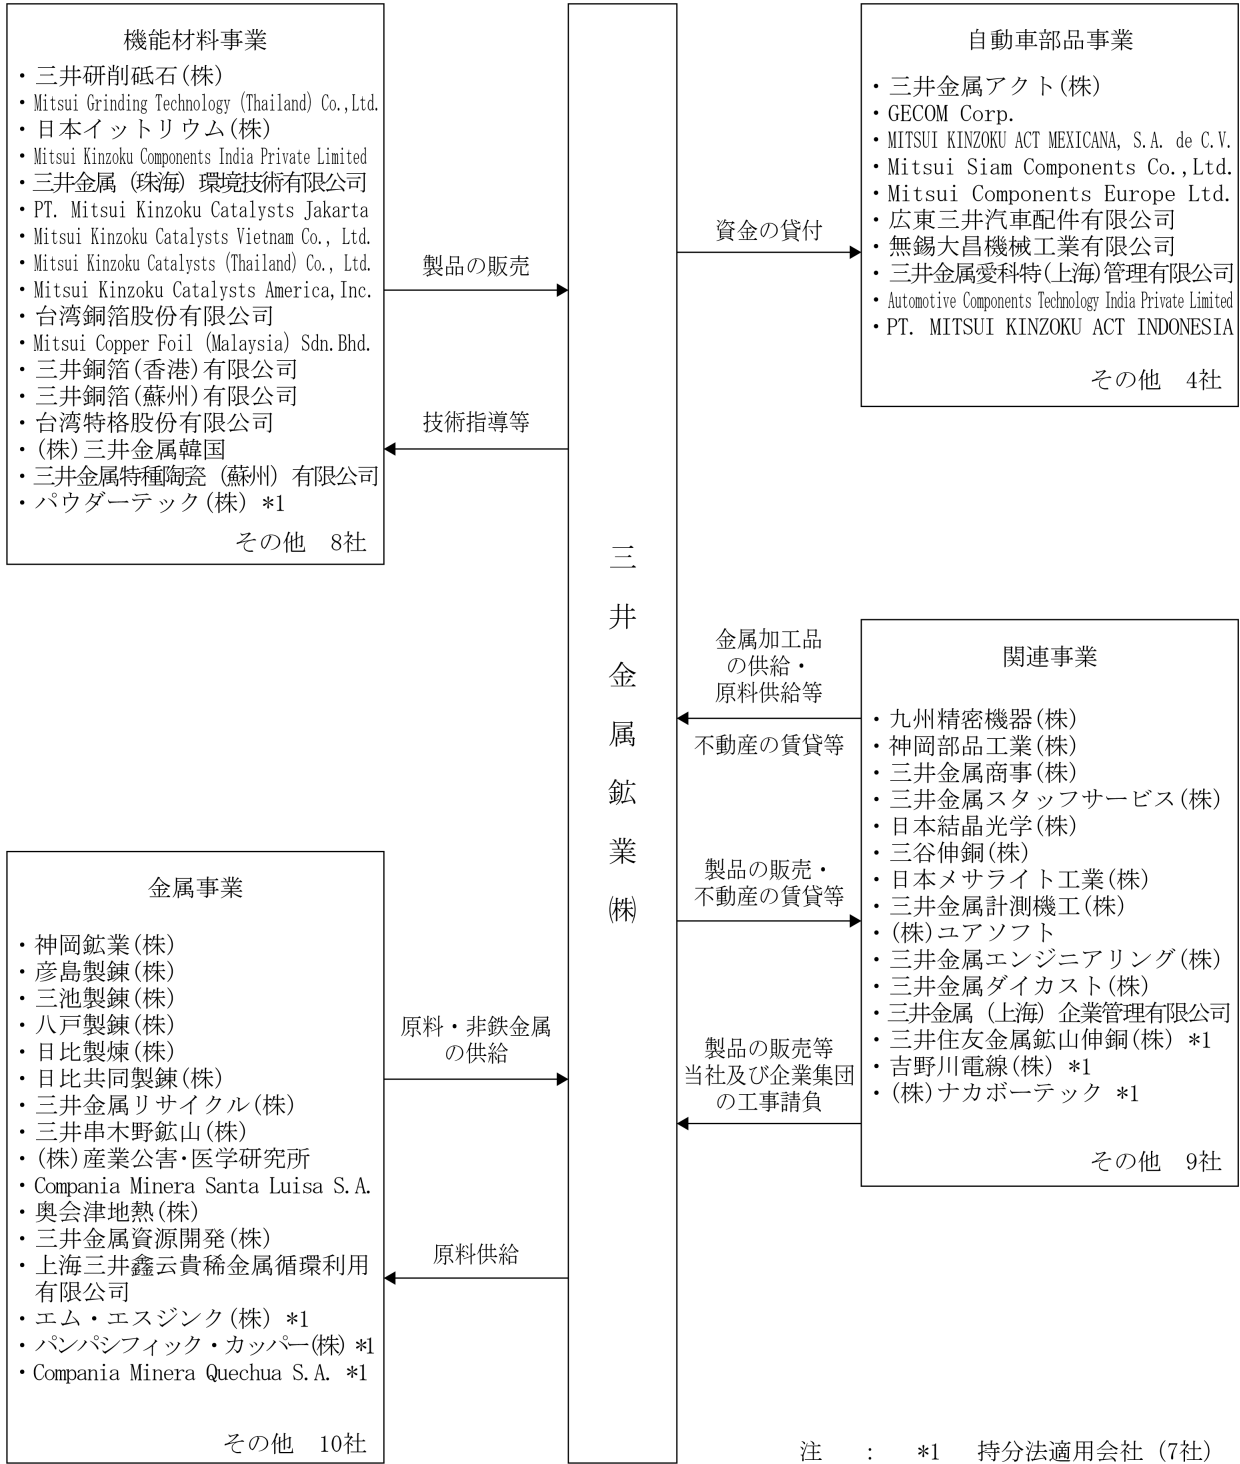 機能材料事業
・三井研削砥石(株)
・Mitsui Grinding Technology (Thailand) Co.,Ltd.
・日本イットリウム(株)
・Mitsui Kinzoku Components India Private Limited
・三井金属（珠海）環境技術有限公司
・PT. Mitsui Kinzoku Catalysts Jakarta
・Mitsui Kinzoku Catalysts Vietnam Co., Ltd.
・Mitsui Kinzoku Catalysts (Thailand) Co., Ltd.
・Mitsui Kinzoku Catalysts America,Inc.
・台湾銅箔股份有限公司
・Mitsui Copper Foil (Malaysia) Sdn.Bhd.
・三井銅箔(香港)有限公司
・三井銅箔(蘇州)有限公司
・台湾特格股份有限公司
・(株)三井金属韓国
・三井金属特種陶瓷（蘇州）有限公司
・パウダーテック(株) *1
その他　8社
製品の販売
技術指導等
金属事業
・神岡鉱業(株)
・彦島製錬(株)
・三池製錬(株)
・八戸製錬(株)
・日比製煉(株)
・日比共同製錬(株)
・三井金属リサイクル(株)
・三井串木野鉱山(株)
・(株)産業公害･医学研究所
・Compania Minera Santa Luisa S.A.
・奥会津地熱(株)
・三井金属資源開発(株)
・上海三井鑫云貴稀金属循環利用
有限公司
・エム・エスジンク(株) *1
・パンパシフィック・カッパー(株) *1
・Compania Minera Quechua S.A. *1
その他　10社
原料・非鉄金属
の供給
原料供給
三井金属鉱業㈱
自動車部品事業
・三井金属アクト(株)
・GECOM Corp.
・MITSUI KINZOKU ACT MEXICANA, S.A. de C.V.
・Mitsui Siam Components Co.,Ltd.
・Mitsui Components Europe Ltd.
・広東三井汽車配件有限公司
・無錫大昌機械工業有限公司
・三井金属愛科特(上海)管理有限公司
・Automotive Components Technology India Private Limited
・PT. MITSUI KINZOKU ACT INDONESIA
その他　4社
資金の貸付
金属加工品
の供給・
原料供給等
不動産の賃貸等
製品の販売・
不動産の賃貸等
製品の販売等
当社及び企業集団
の工事請負
関連事業
・九州精密機器(株)
・神岡部品工業(株)
・三井金属商事(株)
・三井金属スタッフサービス(株)
・日本結晶光学(株)
・三谷伸銅(株)
・日本メサライト工業(株)
・三井金属計測機工(株)
・(株)ユアソフト
・三井金属エンジニアリング(株)
・三井金属ダイカスト(株)
・三井金属（上海）企業管理有限公司
・三井住友金属鉱山伸銅(株) *1
・吉野川電線(株) *1
・(株)ナカボーテック *1
その他　9社
注　:　*1　持分法適用会社（7社）